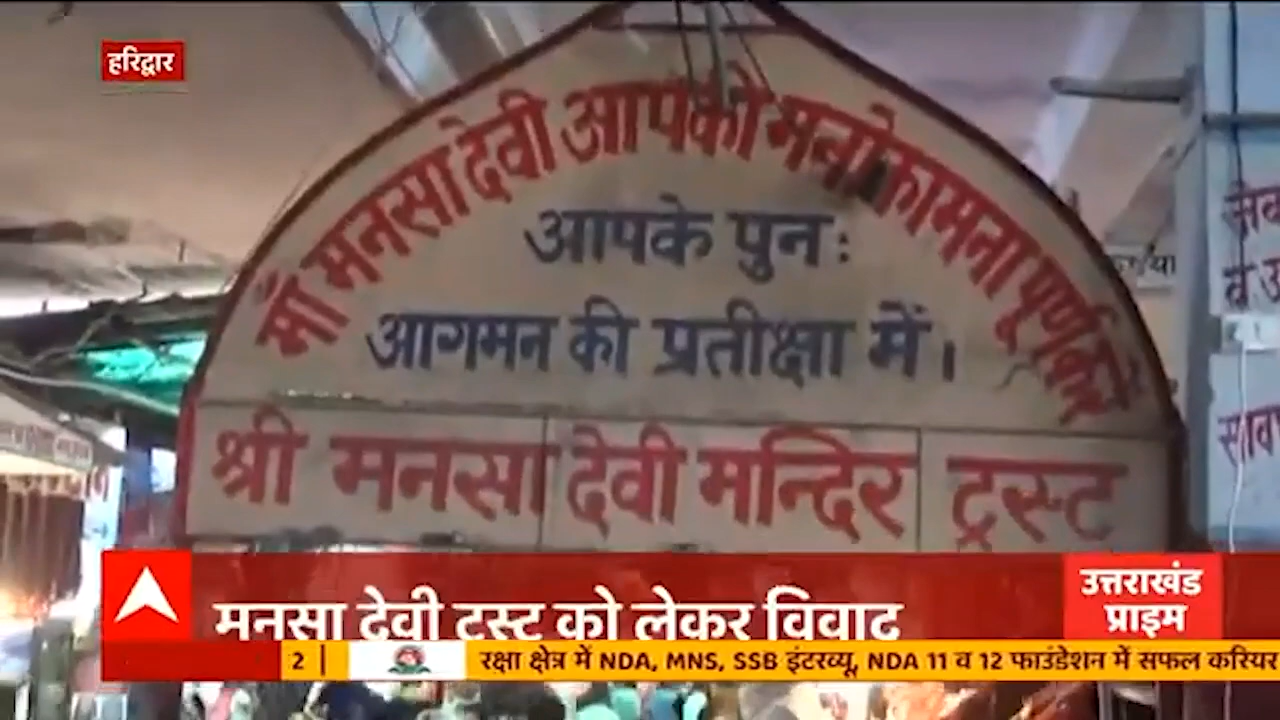 हरिद्वार
माँ मनसा देवी आपकी मनोकामना पूर्ण करें
आपके पुनः
आगमन की प्रतीक्षा में।
श्री मनसा देवी मन्दिर ट्रस्ट
मनसा देवी ट्रस्ट को लेकर विवाद
उत्तराखंड
प्राइम
2 | रक्षा क्षेत्र में NDA, MNS, SSB इंटरव्यू, NDA 11 व 12 फाउंडेशन में सफल करियर